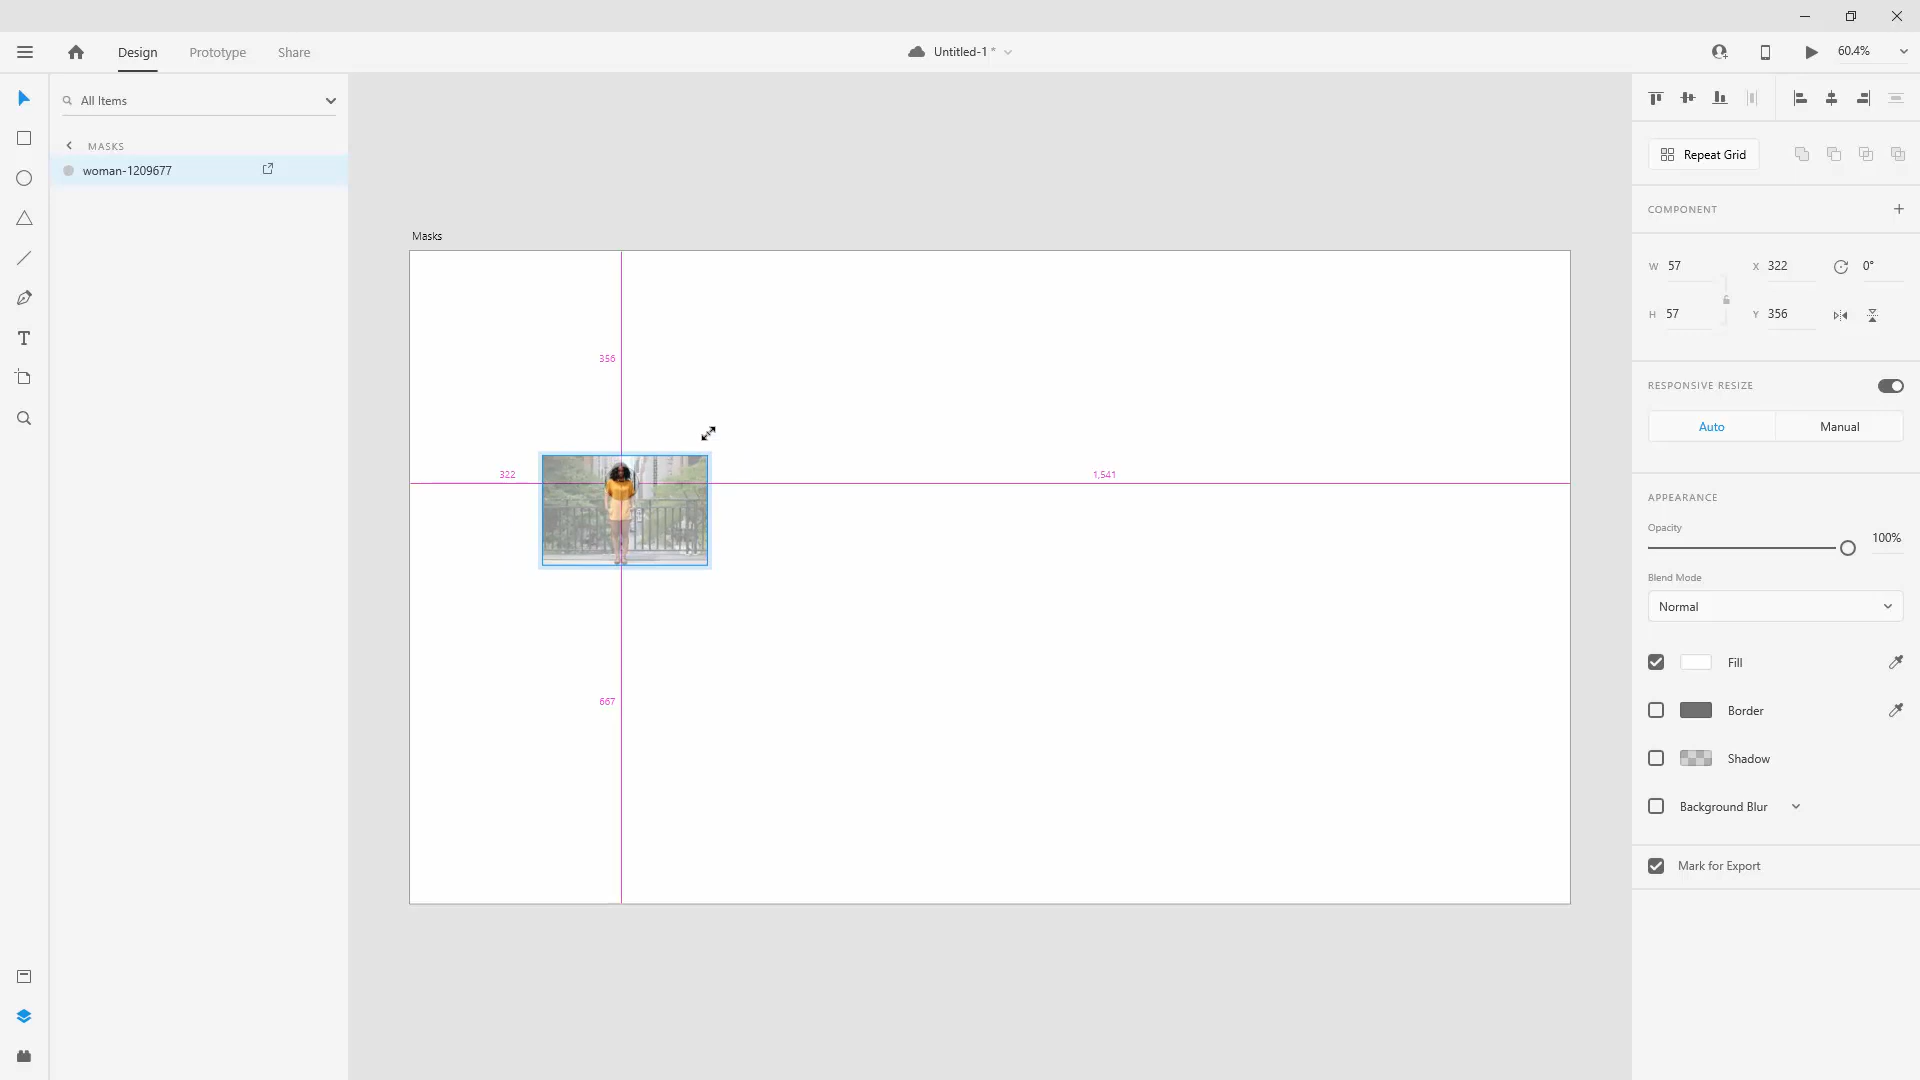 Design
Prototype
Share
Untitled-1 *
60.4%
All Items
MASKS
woman-1209677
Masks
356
322
1,541
667
Repeat Grid
COMPONENT
W 57
X 322
0°
H 57
Y 356
RESPONSIVE RESIZE
Auto
Manual
APPEARANCE
Opacity
100%
Blend Mode
Normal
Fill
Border
Shadow
Background Blur
Mark for Export